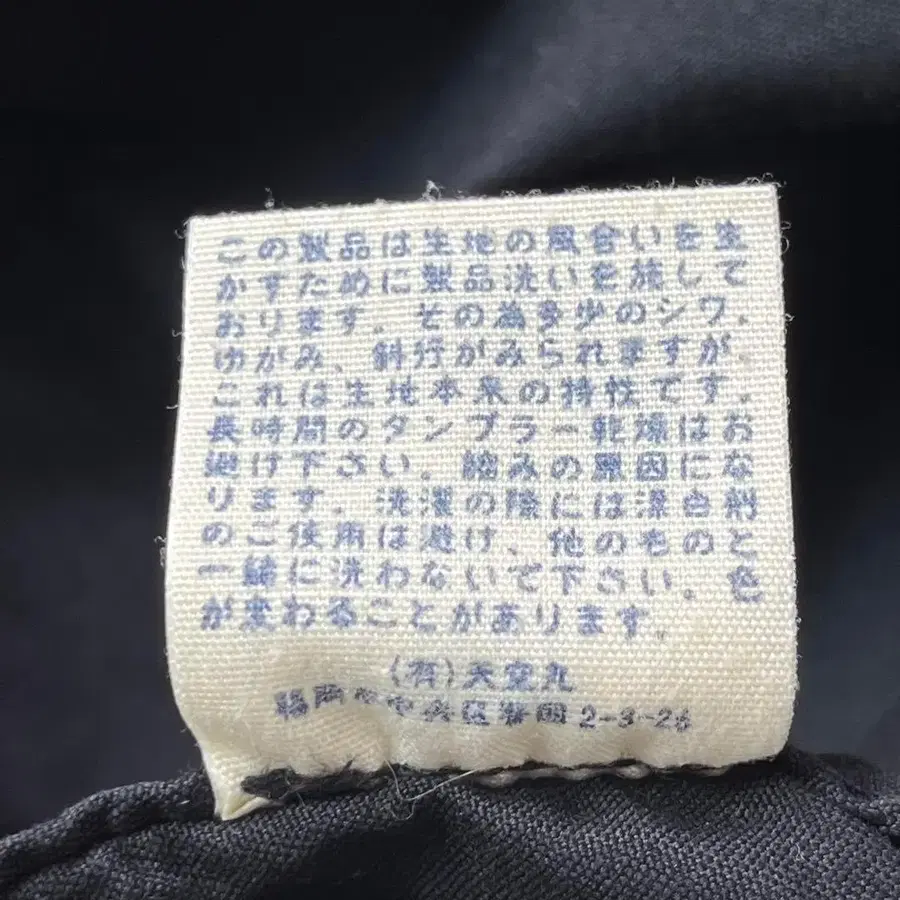 この製品は生地の風合いを生
かすために製品洗いを施して
おります。その為多少のシワ、
ゆがみ、斜行がみられますが、
これは生地本来の特性です。
長時間のタンブラー乾燥はお
避け下さい。縮みの原因にな
ります。洗濯の際には漂白剤
のご使用は避け、他のものと
一緒に洗わないで下さい。色
が変わることがあります。
(有)天空丸
福岡市中央区警固2-3-26